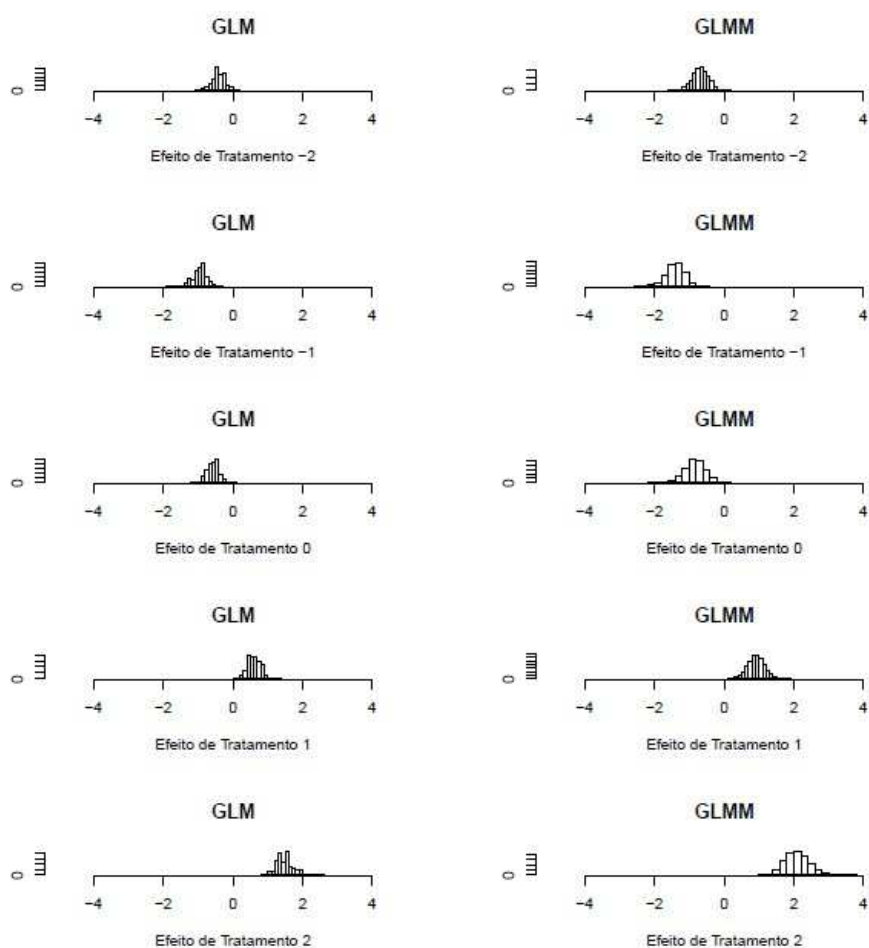 GLM GLMM
0 0
−4 −2 0 2 4 −4 −2 0 2 4
Efeito de Tratamento −2 Efeito de Tratamento −2
GLM GLMM
0 0
−4 −2 0 2 4 −4 −2 0 2 4
Efeito de Tratamento −1 Efeito de Tratamento −1
GLM GLMM
0 0
−4 −2 0 2 4 −4 −2 0 2 4
Efeito de Tratamento 0 Efeito de Tratamento 0
GLM GLMM
0 0
−4 −2 0 2 4 −4 −2 0 2 4
Efeito de Tratamento 1 Efeito de Tratamento 1
GLM GLMM
0 0
−4 −2 0 2 4 −4 −2 0 2 4
Efeito de Tratamento 2 Efeito de Tratamento 2